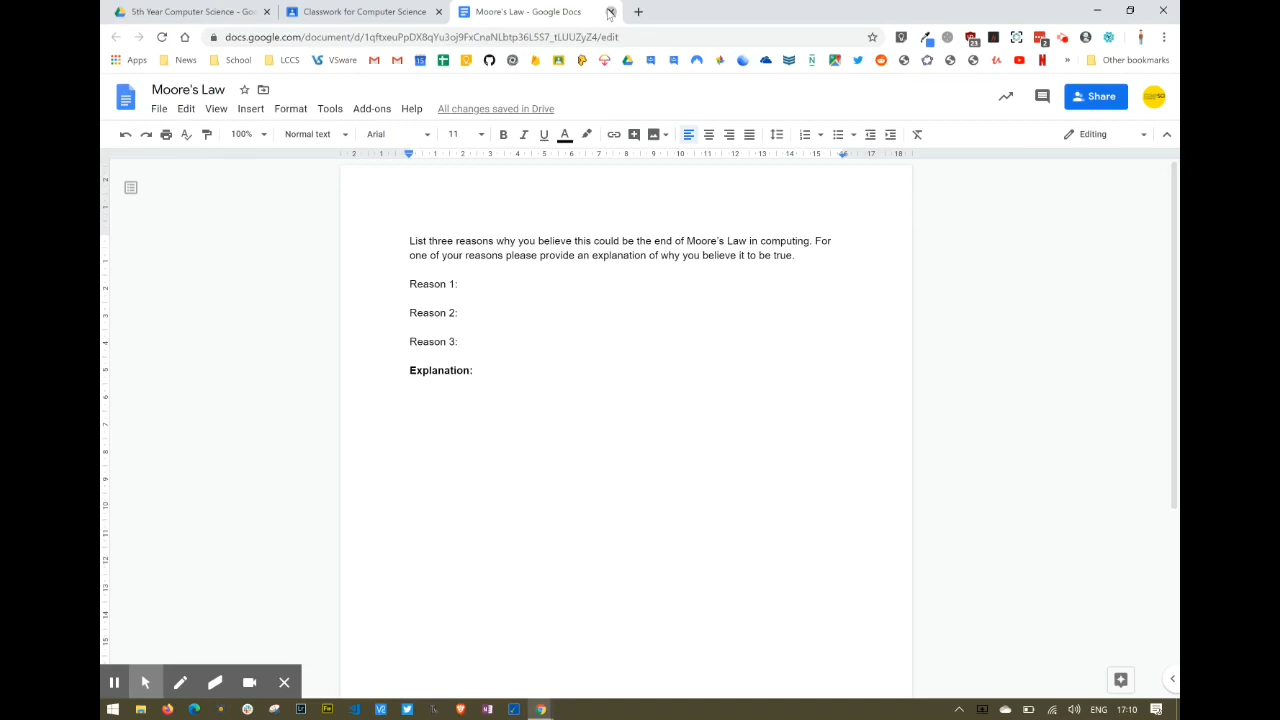 5th Year Computer Science - Goo
Classwork for Computer Science
Moore's Law - Google Docs
docs.google.com/document/d/1qftxeuPpDX8qYu3oj9FxCnaNLbtp36L5S7_tLUUZyZ4/edit
Apps
News
School
LCCS
VSware
Other bookmarks
Moore's Law
File Edit View Insert Format Tools Add-ons Help All changes saved in Drive
Share
100% Normal text Arial 11 Editing
List three reasons why you believe this could be the end of Moore's Law in computing. For
one of your reasons please provide an explanation of why you believe it to be true.
Reason 1:
Reason 2:
Reason 3:
Explanation:
ENG 17:10